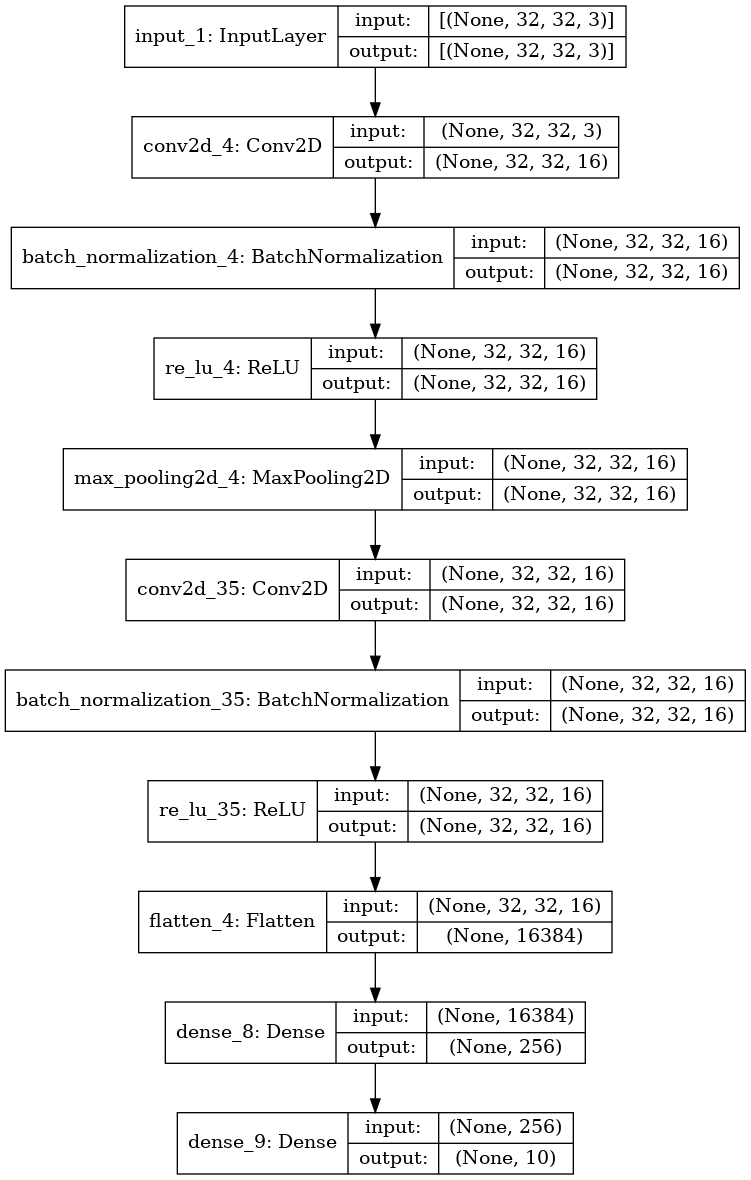 input_1: InputLayer
input:
[(None, 32, 32, 3)]
output:
[(None, 32, 32, 3)]
conv2d_4: Conv2D
input:
(None, 32, 32, 3)
output:
(None, 32, 32, 16)
batch_normalization_4: BatchNormalization
input:
(None, 32, 32, 16)
output:
(None, 32, 32, 16)
re_lu_4: ReLU
input:
(None, 32, 32, 16)
output:
(None, 32, 32, 16)
max_pooling2d_4: MaxPooling2D
input:
(None, 32, 32, 16)
output:
(None, 32, 32, 16)
conv2d_35: Conv2D
input:
(None, 32, 32, 16)
output:
(None, 32, 32, 16)
batch_normalization_35: BatchNormalization
input:
(None, 32, 32, 16)
output:
(None, 32, 32, 16)
re_lu_35: ReLU
input:
(None, 32, 32, 16)
output:
(None, 32, 32, 16)
flatten_4: Flatten
input:
(None, 32, 32, 16)
output:
(None, 16384)
dense_8: Dense
input:
(None, 16384)
output:
(None, 256)
dense_9: Dense
input:
(None, 256)
output:
(None, 10)